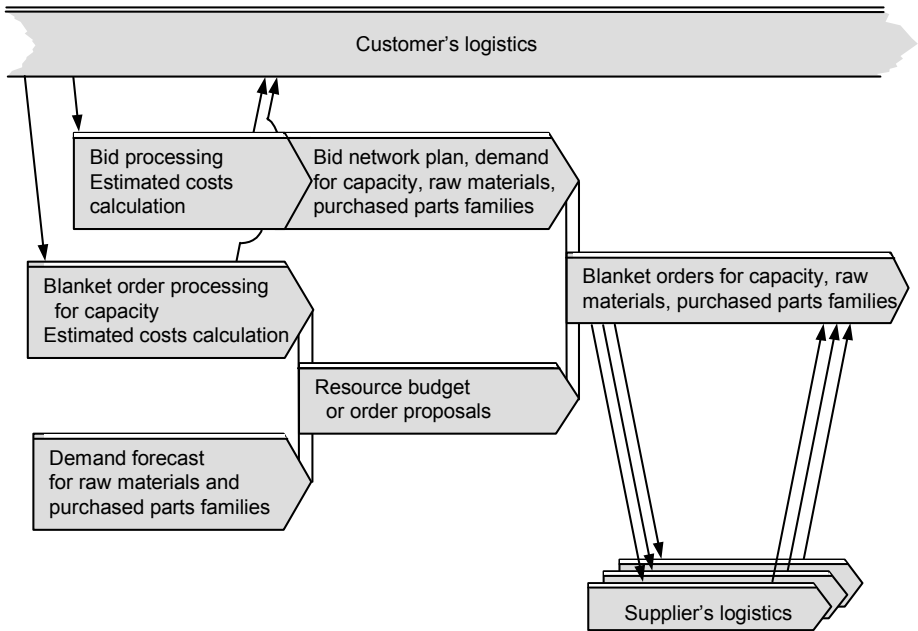 Customer's logistics
Bid processing
Estimated costs
calculation
Bid network plan, demand
for capacity, raw materials,
purchased parts families
Blanket order processing
for capacity
Estimated costs calculation
Blanket orders for capacity, raw
materials, purchased parts families
Resource budget
or order proposals
Demand forecast
for raw materials and
purchased parts families
Supplier's logistics